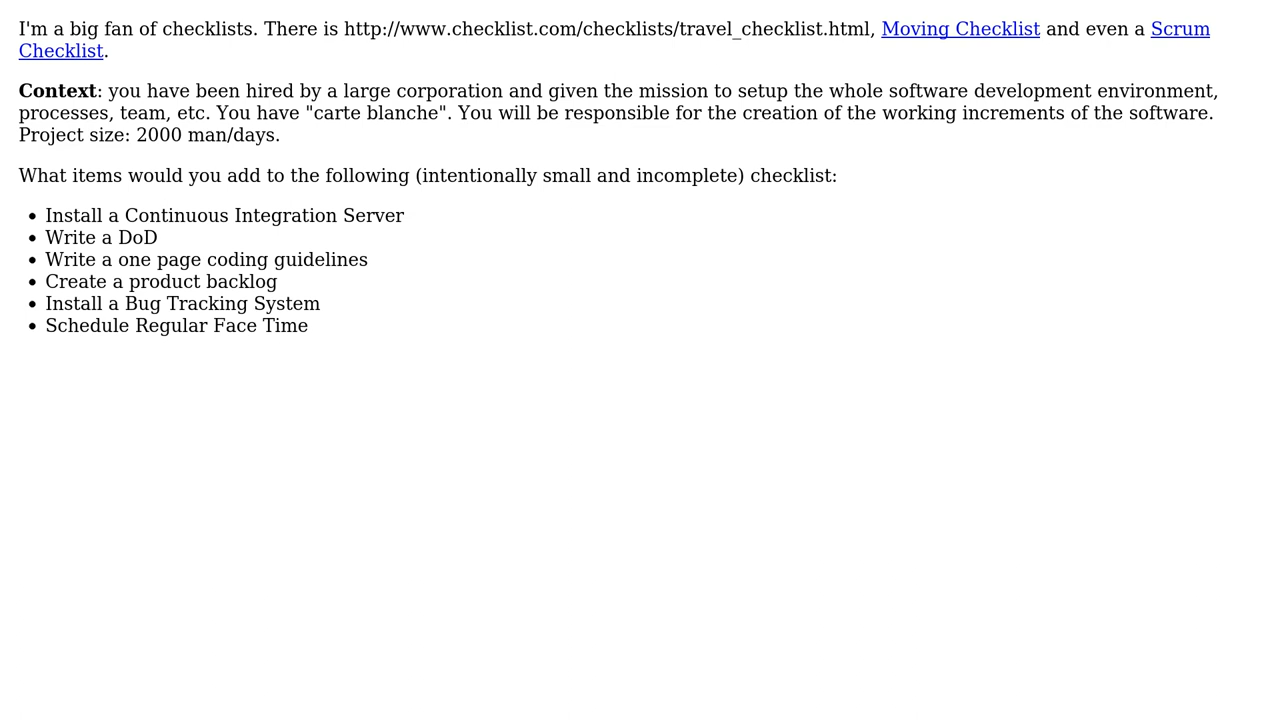 I'm a big fan of checklists. There is http://www.checklist.com/checklists/travel_checklist.html, Moving Checklist and even a Scrum
Checklist.
Context: you have been hired by a large corporation and given the mission to setup the whole software development environment,
processes, team, etc. You have "carte blanche". You will be responsible for the creation of the working increments of the software.
Project size: 2000 man/days.
What items would you add to the following (intentionally small and incomplete) checklist:
• Install a Continuous Integration Server
• Write a DoD
• Write a one page coding guidelines
• Create a product backlog
• Install a Bug Tracking System
• Schedule Regular Face Time